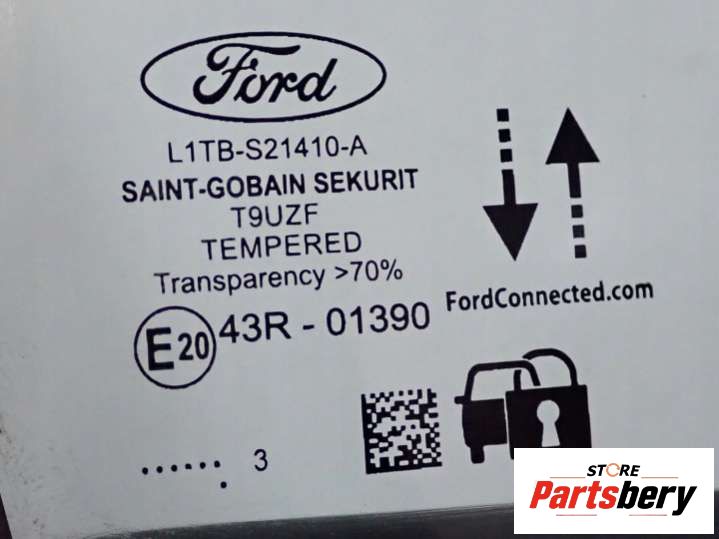 Ford
L1TB-S21410-A
SAINT-GOBAIN SEKURIT
T9UZF
TEMPERED
Transparency >70%
FordConnected.com
E20 43R - 01390
...... 3
.
STORE
Partsbery